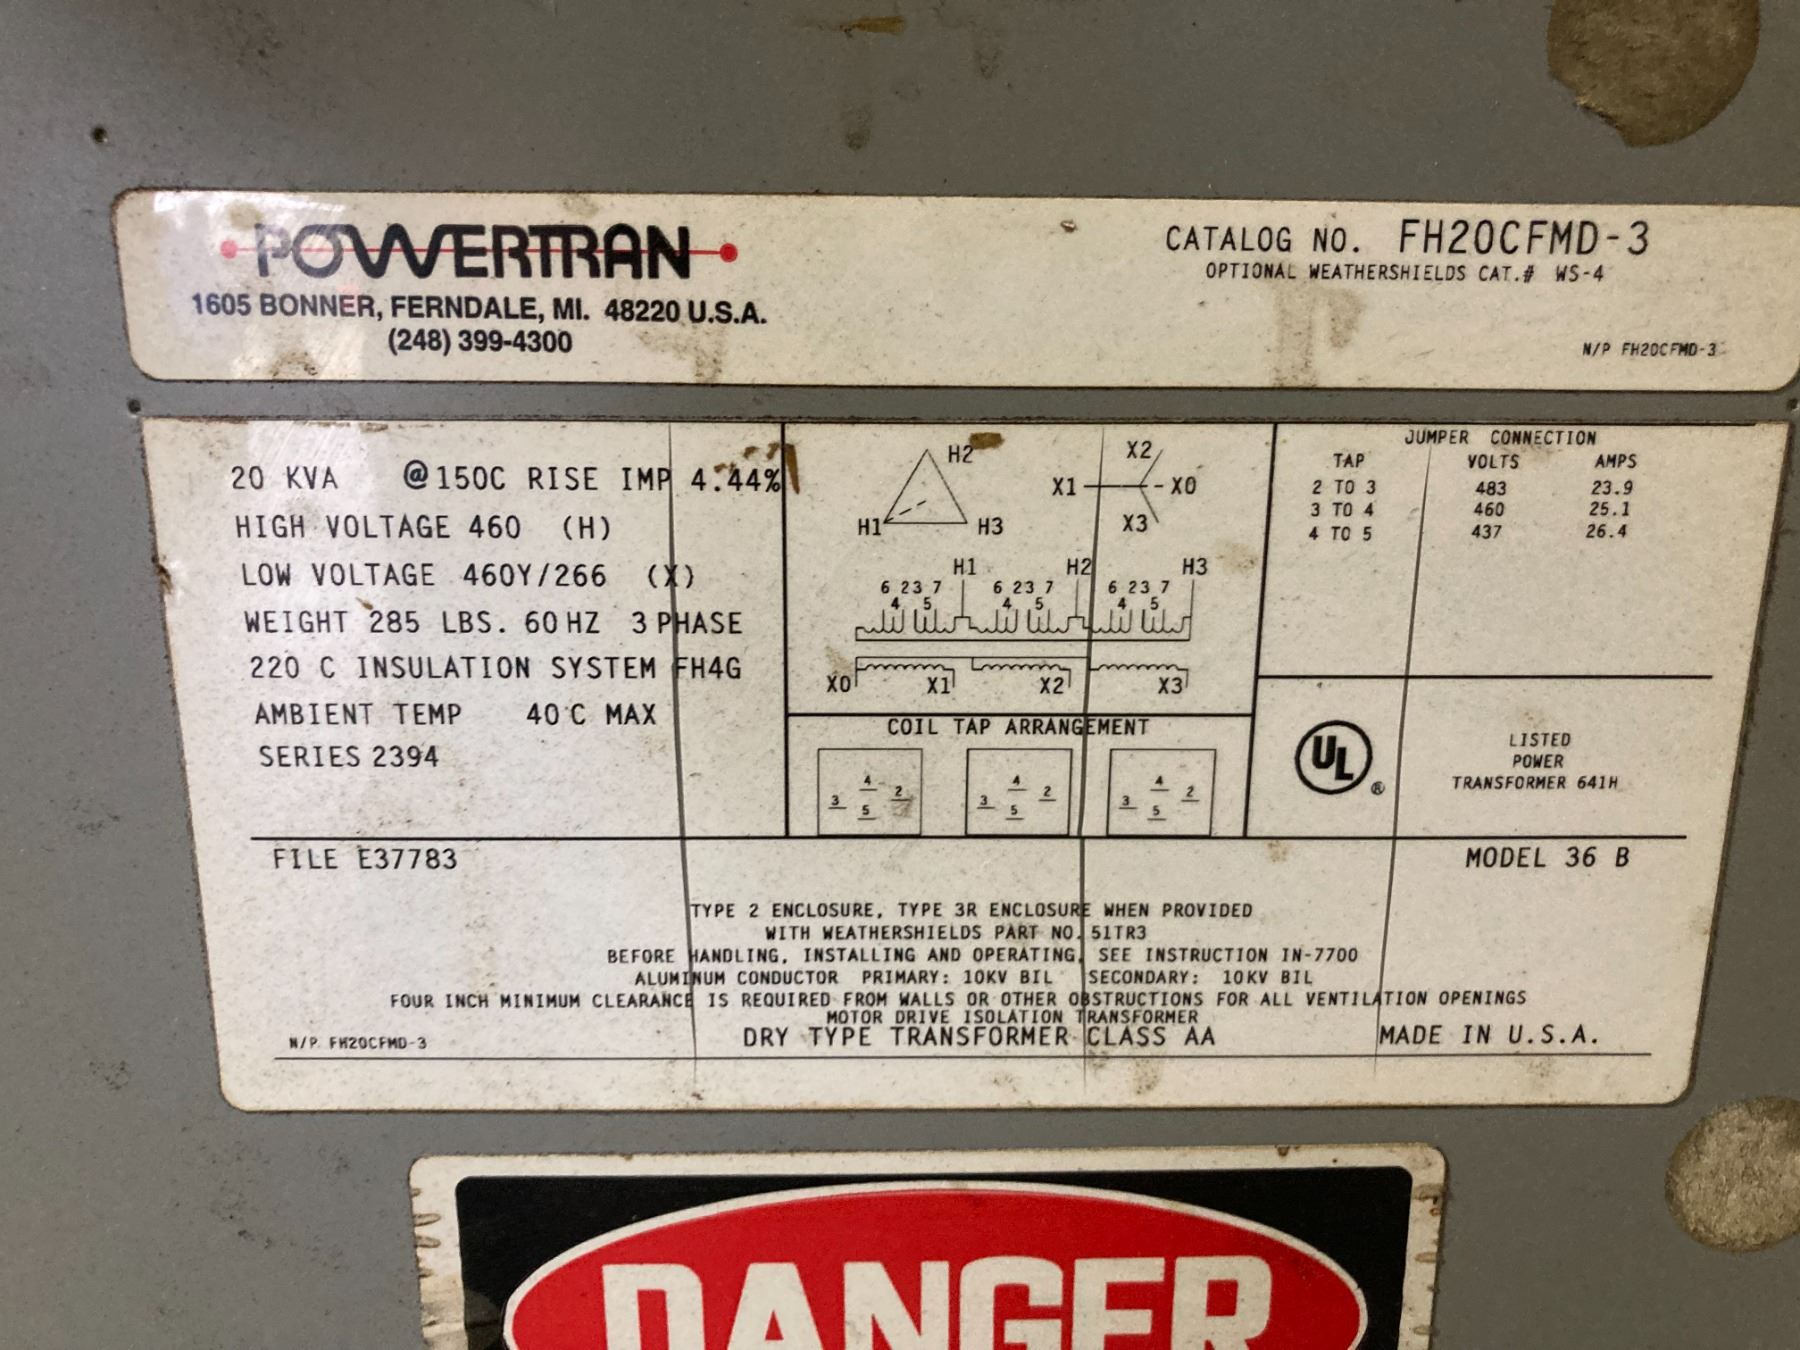 POWERTRAN
1605 BONNER, FERNDALE, MI. 48220 U.S.A.
(248) 399-4300
CATALOG NO. FH20CFMD-3
OPTIONAL WEATHERSHIELDS CAT.# WS-4
N/P FH20CFMD-3
20 KVA @150C RISE IMP 4.44%
HIGH VOLTAGE 460 (H)
LOW VOLTAGE 460Y/266 (X)
WEIGHT 285 LBS. 60 HZ 3 PHASE
220 C INSULATION SYSTEM FH4G
AMBIENT TEMP 40 C MAX
SERIES 2394
H2
H1 H3
X2
X1 X0
X3
H1 H2 H3
6 23 7 6 23 7 6 23 7
4 5 4 5 4 5
X0 X1 X2 X3
COIL TAP ARRANGEMENT
4 4 4
3 2 3 2 3 2
5 5 5
JUMPER CONNECTION
TAP VOLTS AMPS
2 TO 3 483 23.9
3 TO 4 460 25.1
4 TO 5 437 26.4
UL ®
LISTED
POWER
TRANSFORMER 641H
FILE E37783
MODEL 36 B
TYPE 2 ENCLOSURE, TYPE 3R ENCLOSURE WHEN PROVIDED
WITH WEATHERSHIELDS PART NO. 51TR3
BEFORE HANDLING, INSTALLING AND OPERATING, SEE INSTRUCTION IN-7700
ALUMINUM CONDUCTOR PRIMARY: 10KV BIL SECONDARY: 10KV BIL
FOUR INCH MINIMUM CLEARANCE IS REQUIRED FROM WALLS OR OTHER OBSTRUCTIONS FOR ALL VENTILATION OPENINGS
MOTOR DRIVE ISOLATION TRANSFORMER
N/P FH20CFMD-3 DRY TYPE TRANSFORMER CLASS AA MADE IN U.S.A.
DANGER